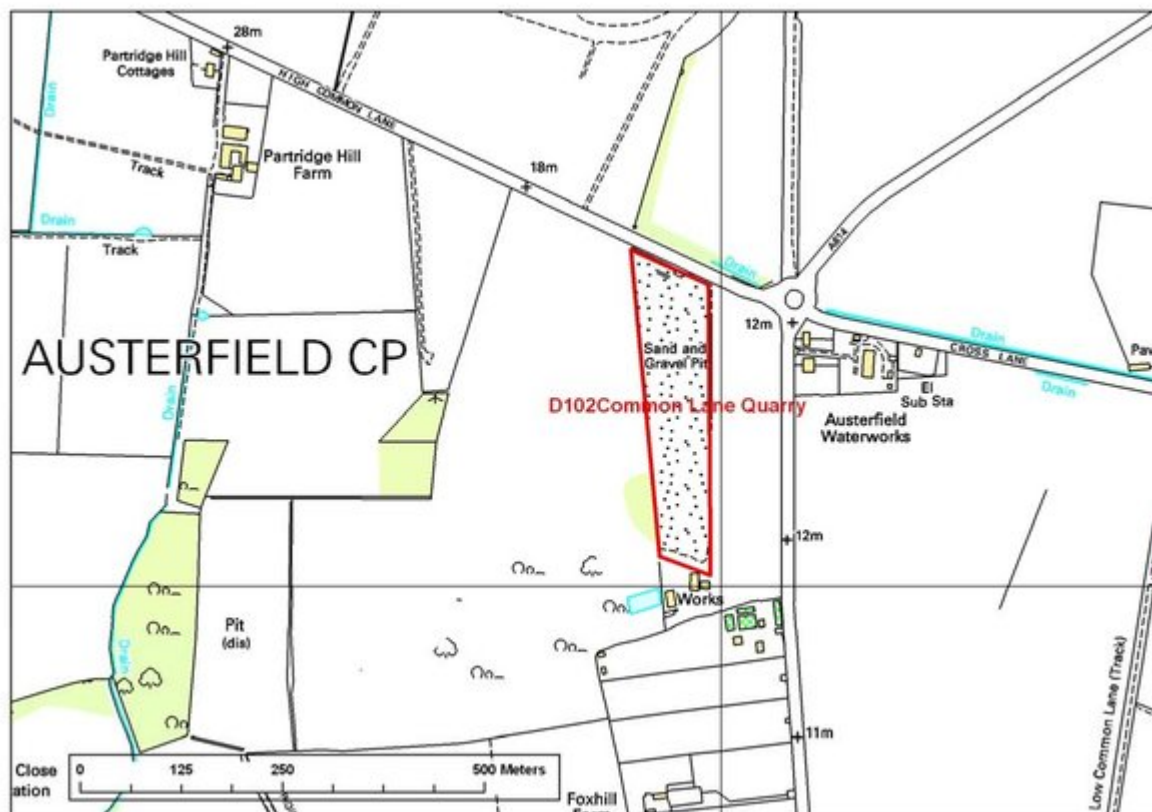 28m
Partridge Hill
Cottages
HIGH COMMON LANE
Drain
Partridge Hill
Farm
Track
18m
Drain
Track
A614
Drain
12m
Drain
CROSS LANE
Drain
Sand and
Gravel Pit
AUSTERFIELD CP
El
Sub Sta
D102Common Lane Quarry
Austerfield
Waterworks
Drain
12m
Works
Pit
(dis)
Drain
Low Common Lane (Track)
11m
Close
ation
0 125 250 500 Meters
Foxhill